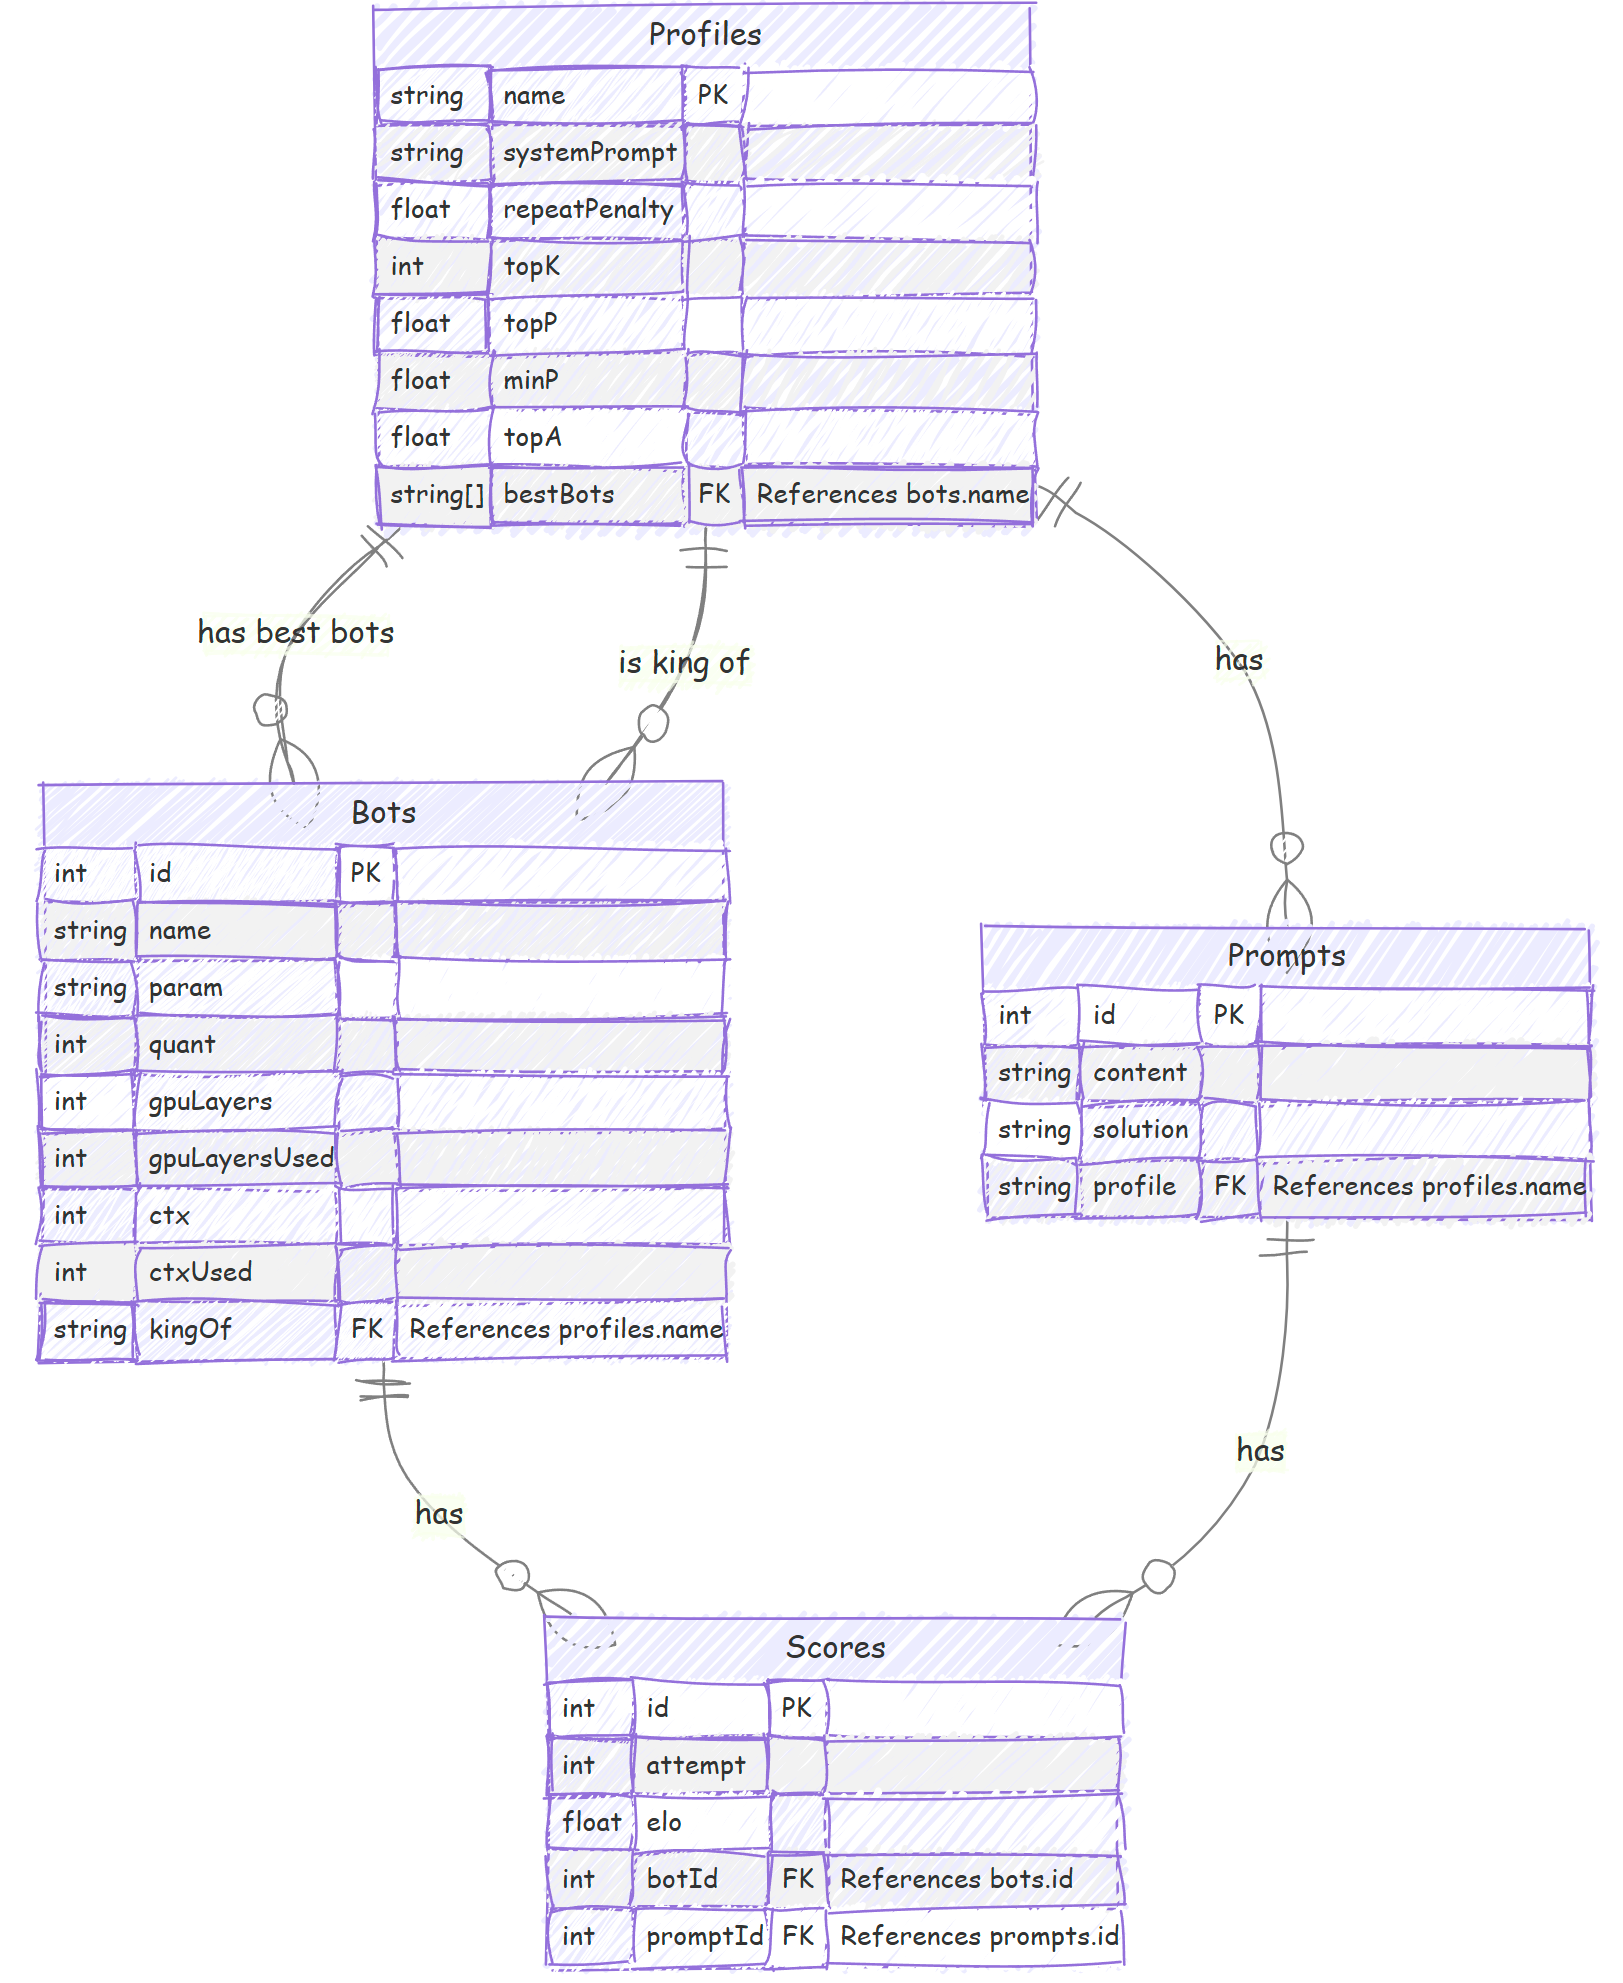 Profiles
string name PK
string systemPrompt
float repeatPenalty
int topK
float topP
float minP
float topA
string[] bestBots FK References bots.name
has best bots
is king of
has
Bots
int id PK
string name
string param
int quant
int gpuLayers
int gpuLayersUsed
int ctx
int ctxUsed
string kingOf FK References profiles.name
Prompts
int id PK
string content
string solution
string profile FK References profiles.name
has
has
Scores
int id PK
int attempt
float elo
int botId FK References bots.id
int promptId FK References prompts.id